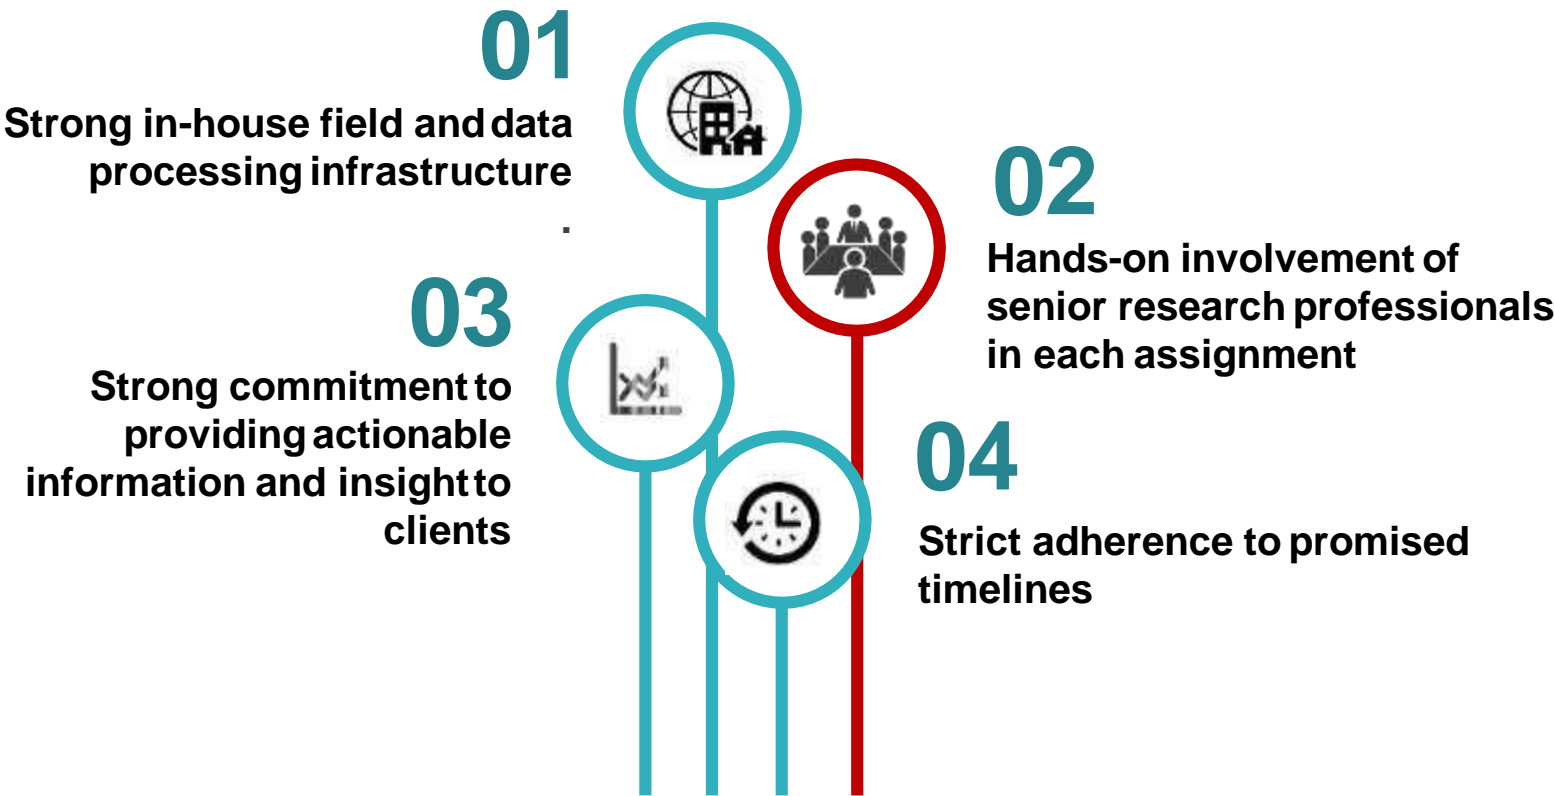 01
Strong in-house field and data
processing infrastructure
.
02
Hands-on involvement of
senior research professionals
in each assignment
03
Strong commitment to
providing actionable
information and insight to
clients
04
Strict adherence to promised
timelines